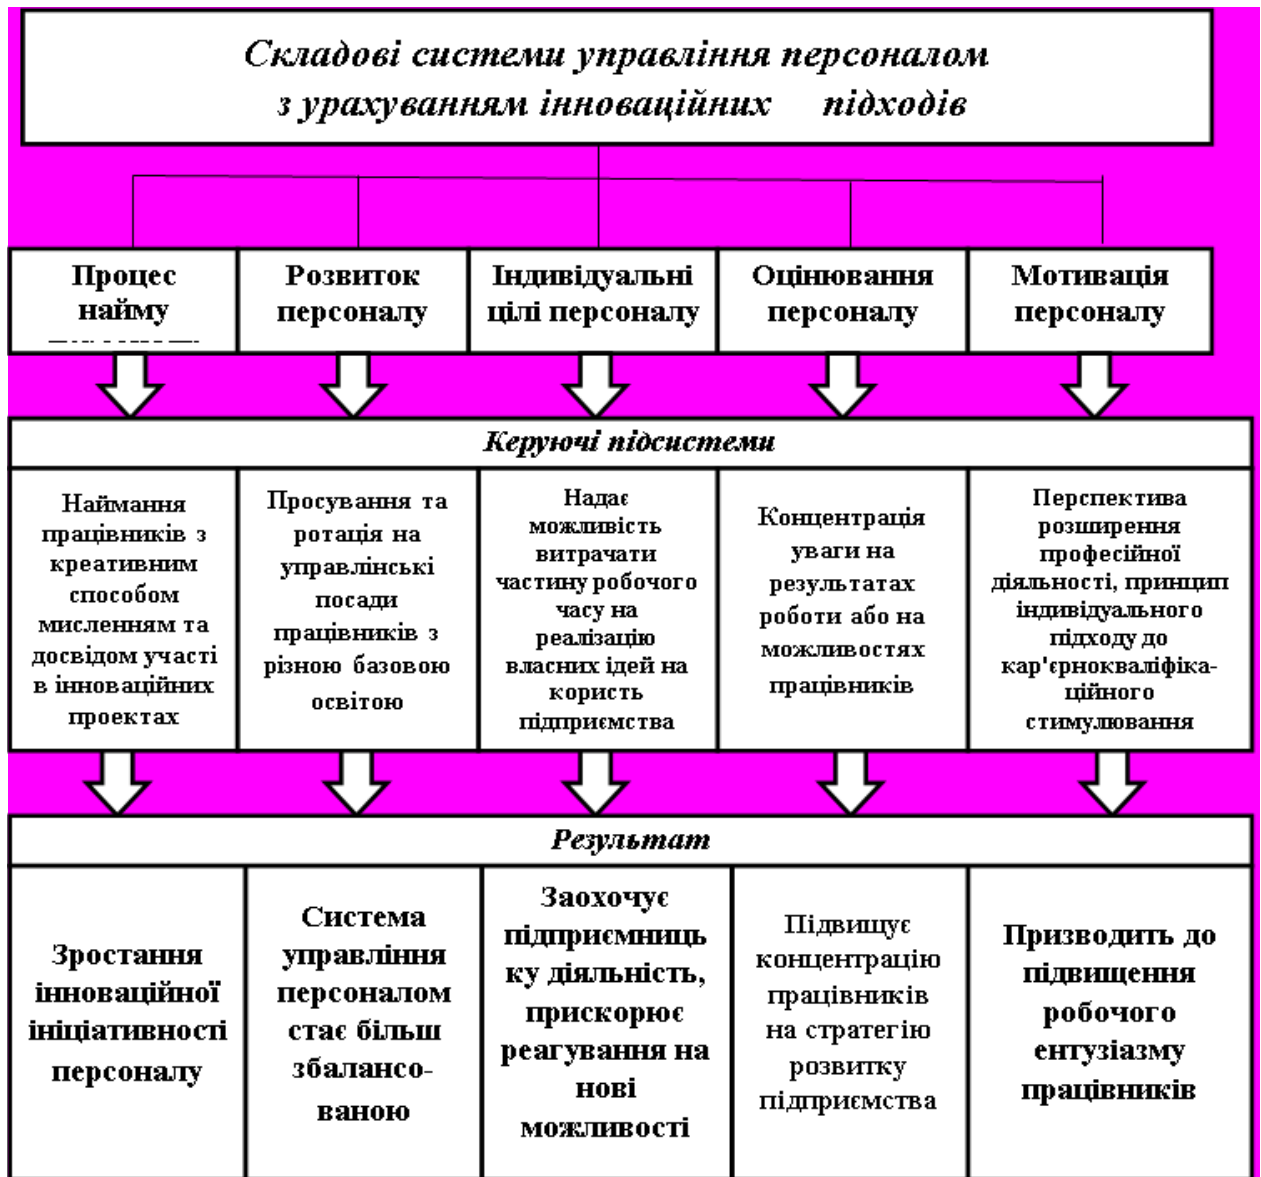 Складові системи управління персоналом
з урахуванням інноваційних підходів
Процес
найму
Розвиток
персоналу
Індивідуальні
цілі персоналу
Оцінювання
персоналу
Мотивація
персоналу
Керуючі підсистеми
Наймання
працівників з
креативним
способом
мисленням та
досвідом участі
в інноваційних
проектах
Просування та
ротація на
управлінські
посади
працівників з
різною базовою
освітою
Надає
можливість
витрачати
частину робочого
часу на
реалізацію
власних ідей на
користь
підприємства
Концентрація
уваги на
результатах
роботи або на
можливостях
працівників
Перспектива
розширення
професійної
діяльності, принцип
індивідуального
підходу до
кар'єрнокваліфіка-
ційного
стимулювання
Результат
Зростання
інноваційної
ініціативності
персоналу
Система
управління
персоналом
стає більш
збалансо-
ваною
Заохочує
підприємниць
ку діяльність,
прискорює
реагування на
нові
можливості
Підвищує
концентрацію
працівників
на стратегію
розвитку
підприємства
Призводить до
підвищення
робочого
ентузіазму
працівників